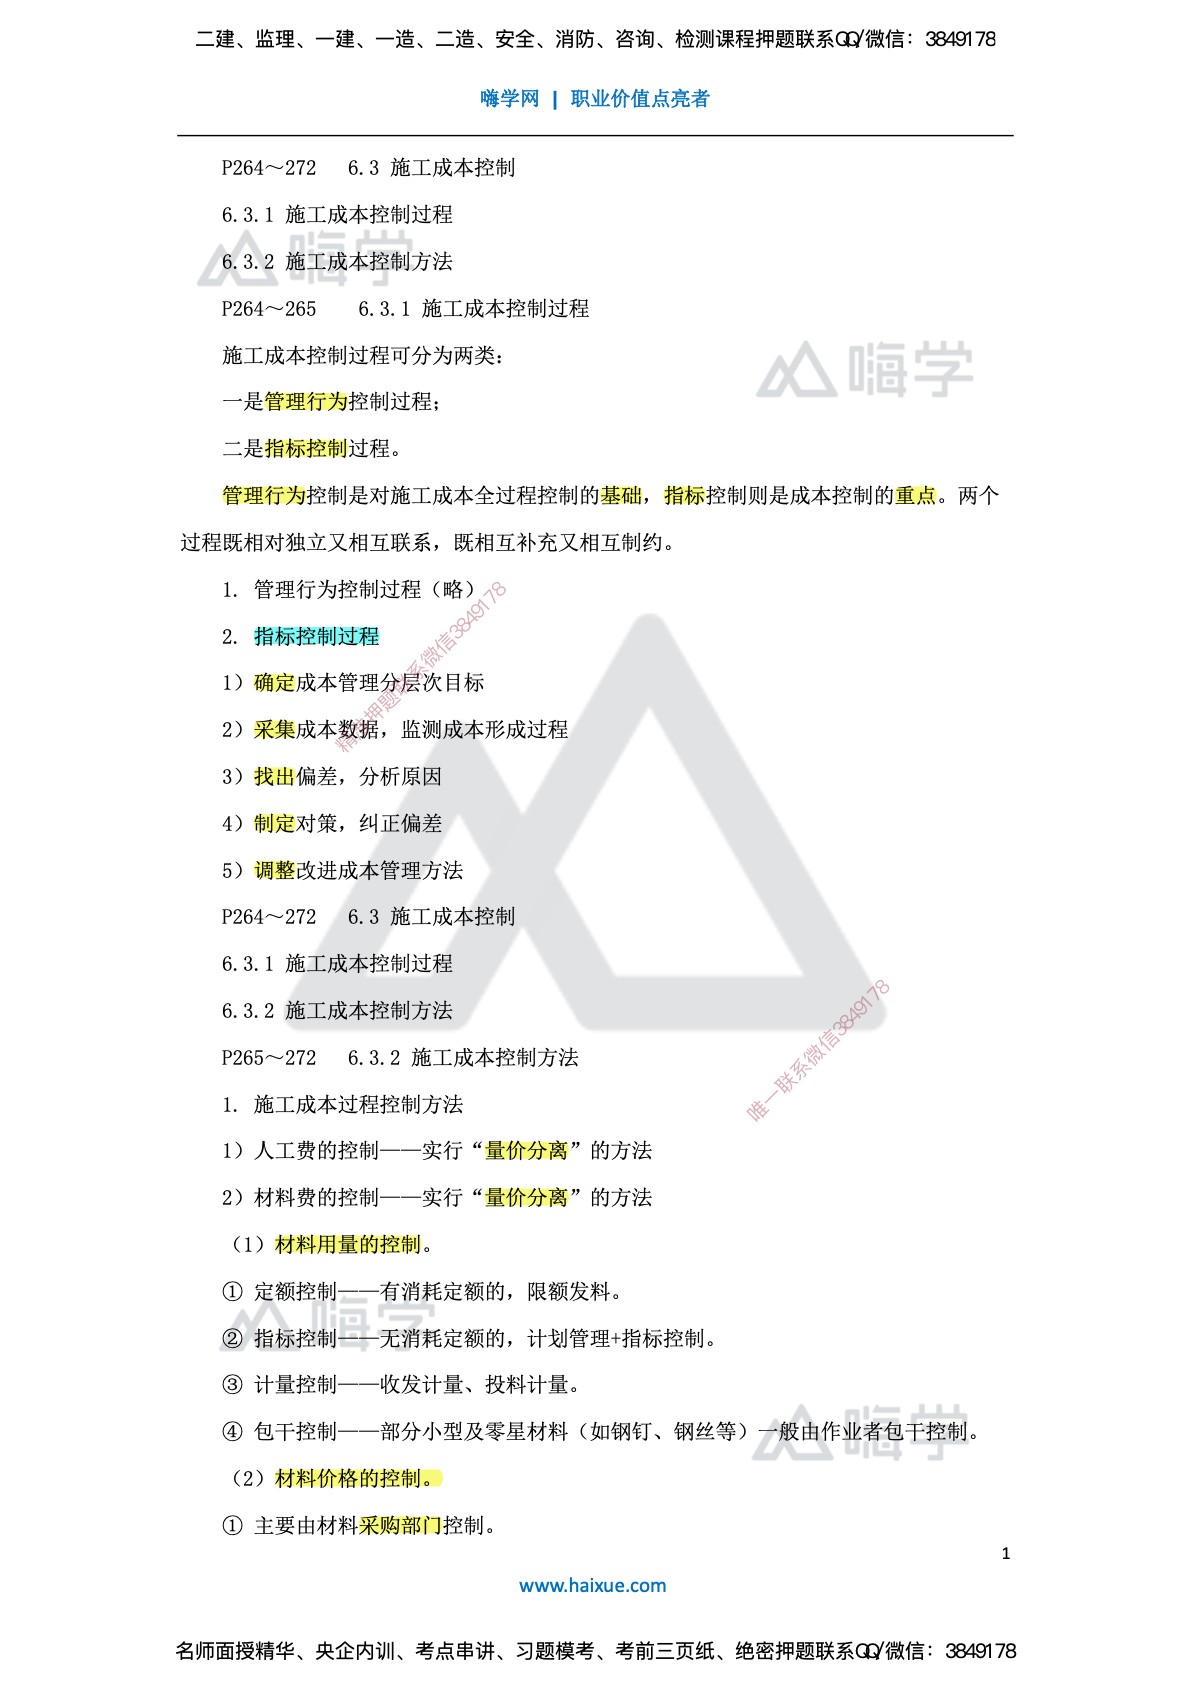 二建、监理、一建、一造、二造、安全、消防、咨询、检测课程押题联系QQ/微信：3849178
嗨学网 | 职业价值点亮者
P264～272 6.3 施工成本控制
6.3.1 施工成本控制过程
嗨学
6.3.2 施工成本控制方法
P264～265 6.3.1 施工成本控制过程
施工成本控制过程可分为两类：
嗨学
一是管理行为控制过程；
二是指标控制过程。
管理行为控制是对施工成本全过程控制的基础，指标控制则是成本控制的重点。两个
过程既相对独立又相互联系，既相互补充又相互制约。
1. 管理行为控制过程（略）
2. 指标控制过程
精准押题联系微信3849178
1）确定成本管理分层次目标
2）采集成本数据，监测成本形成过程
3）找出偏差，分析原因
4）制定对策，纠正偏差
5）调整改进成本管理方法
P264～272 6.3 施工成本控制
6.3.1 施工成本控制过程
6.3.2 施工成本控制方法
唯一联系微信3849178
P265～272 6.3.2 施工成本控制方法
1. 施工成本过程控制方法
1）人工费的控制——实行“量价分离”的方法
2）材料费的控制——实行“量价分离”的方法
（1）材料用量的控制。
① 定额控制——有消耗定额的，限额发料。
嗨学
② 指标控制——无消耗定额的，计划管理+指标控制。
③ 计量控制——收发计量、投料计量。
④ 包干控制——部分小型及零星材料（如钢钉、钢丝等）一般由作业者包干控制。
嗨学
（2）材料价格的控制。
① 主要由材料采购部门控制。
1
www.haixue.com
名师面授精华、央企内训、考点串讲、习题模考、考前三页纸、绝密押题联系QQ/微信：3849178